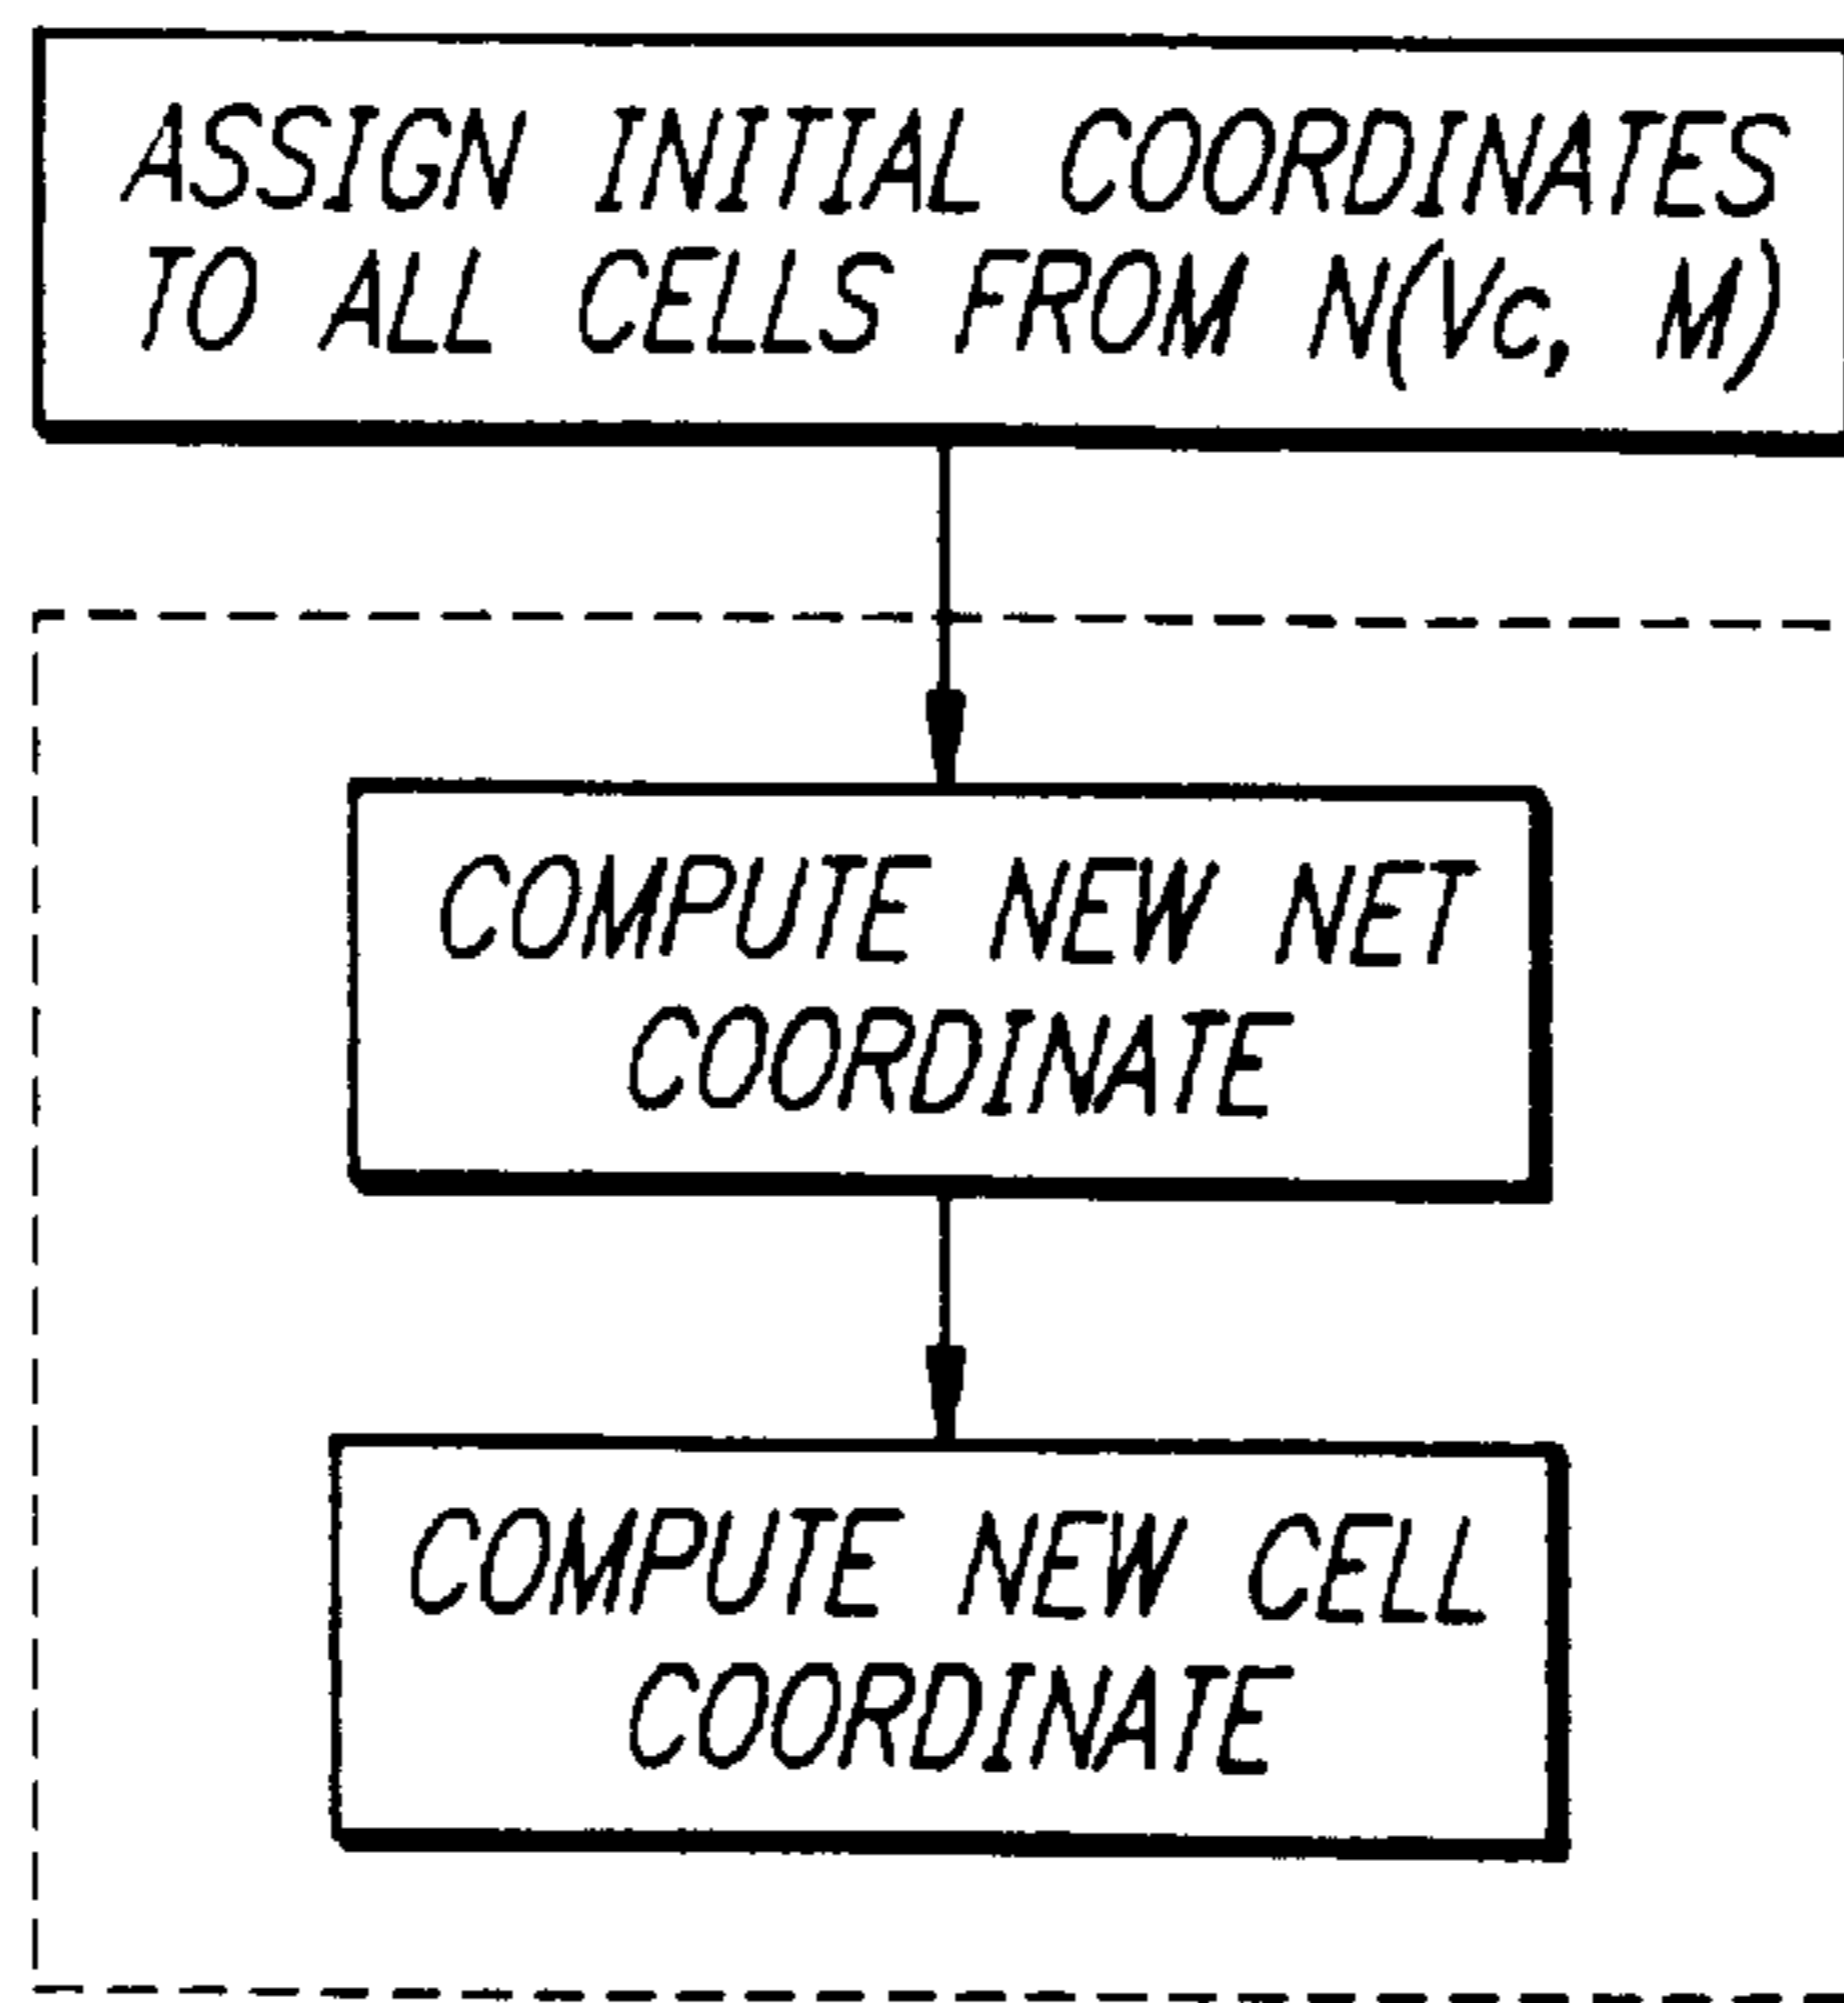 ASSIGN INITIAL COORDINATES
TO ALL CELLS FROM N(Vc, M)
COMPUTE NEW NET
COORDINATE
COMPUTE NEW CELL
COORDINATE